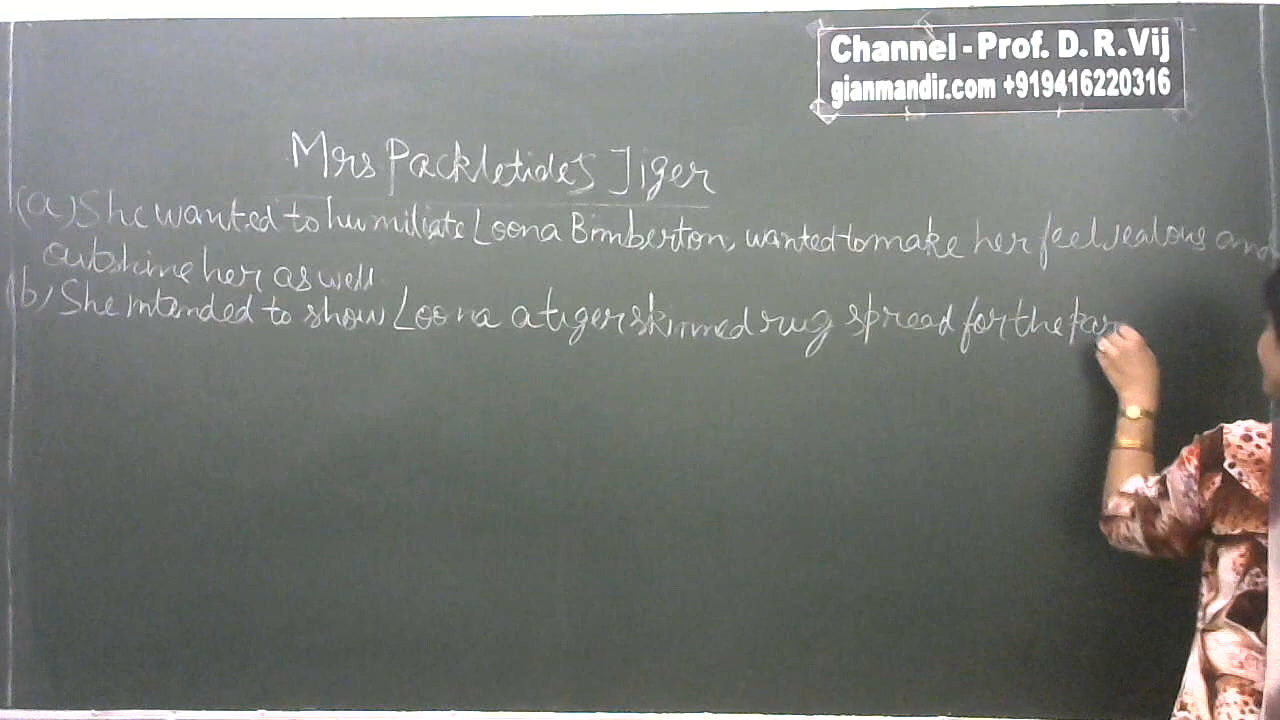 Channel - Prof. D. R. Vij
gianmandir.com +919416220316
Mrs Packletide's Tiger
(a) She wanted to humiliate Loona Bimberton, wanted to make her feel jealous and
outshine her as well
(b) She intended to show Loona a tiger skinned rug spread for the par